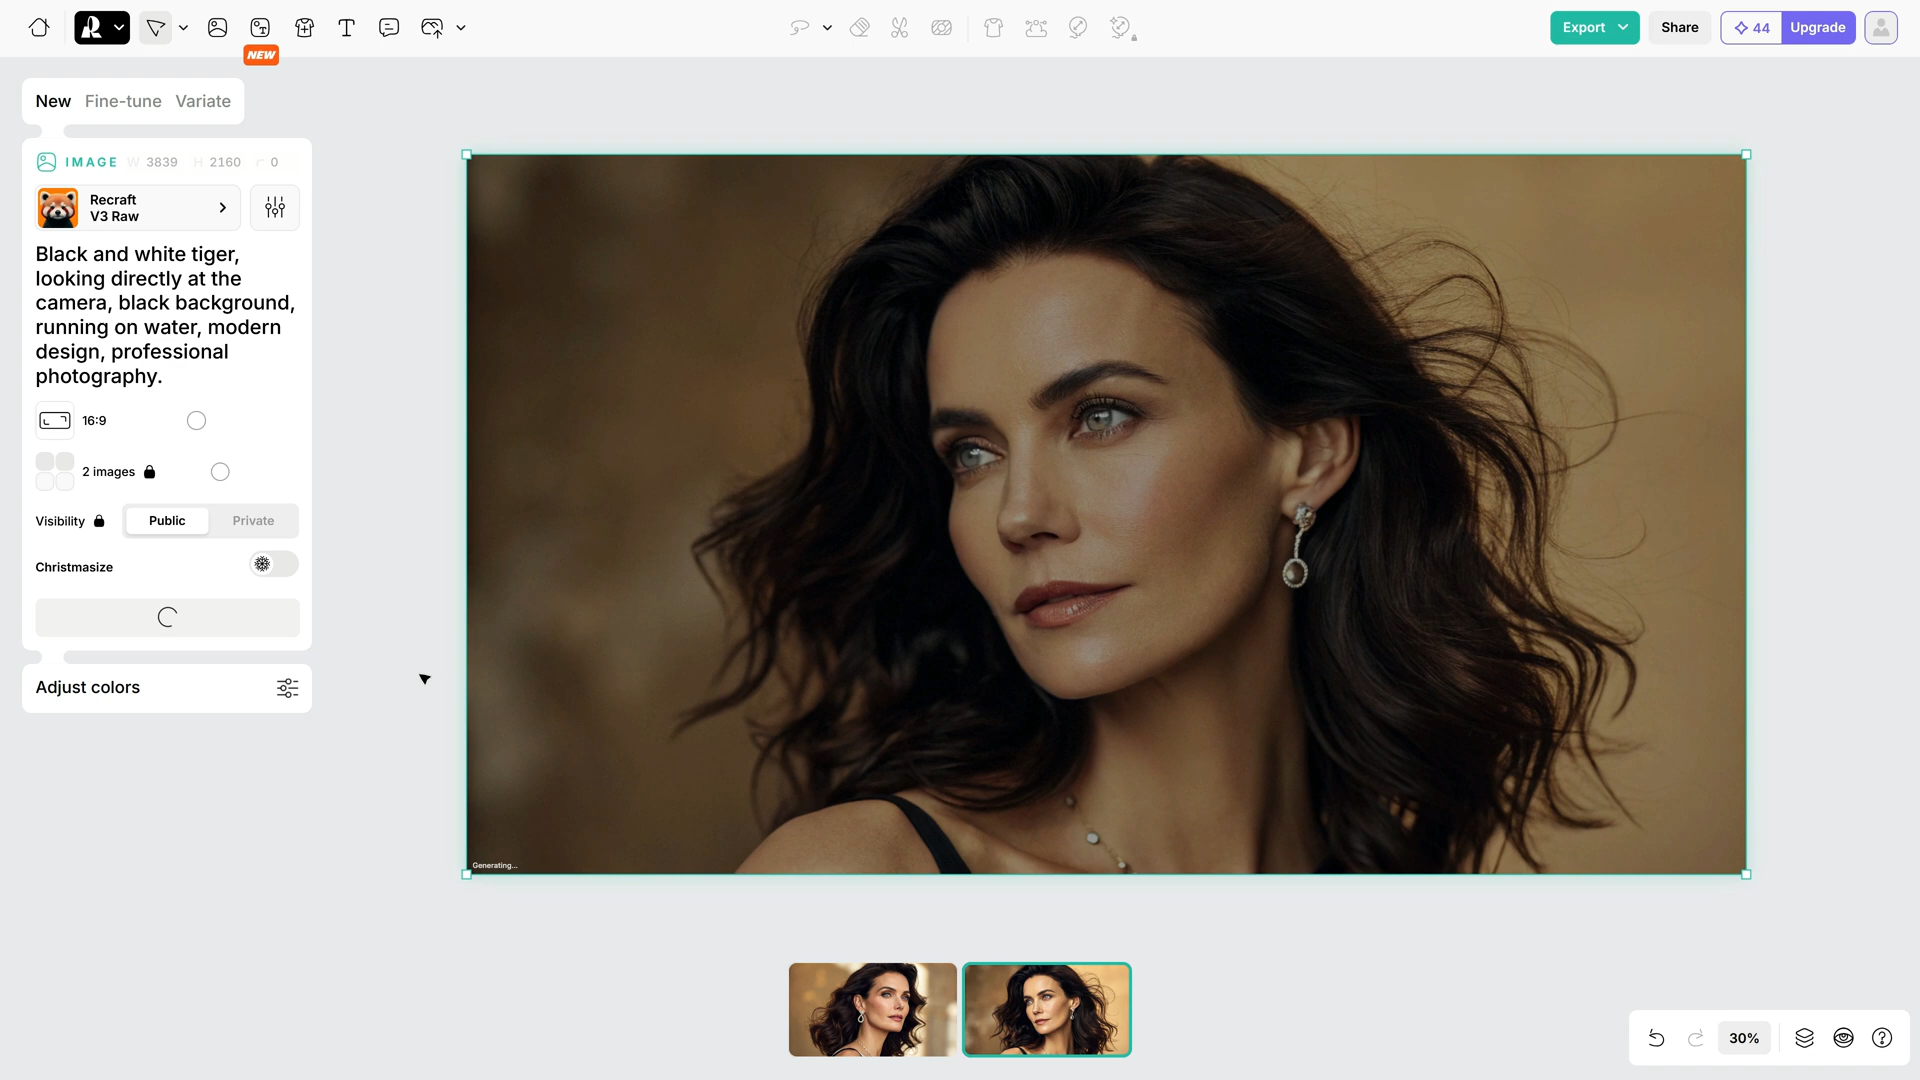 Export
Share
44
Upgrade
NEW
New
Fine-tune
Variate
IMAGE W 3839 H 2160 r 0
Recraft
V3 Raw
Black and white tiger,
looking directly at the
camera, black background,
running on water, modern
design, professional
photography.
16:9
2 images
Visibility
Public
Private
Christmasize
Adjust colors
Generating...
30%